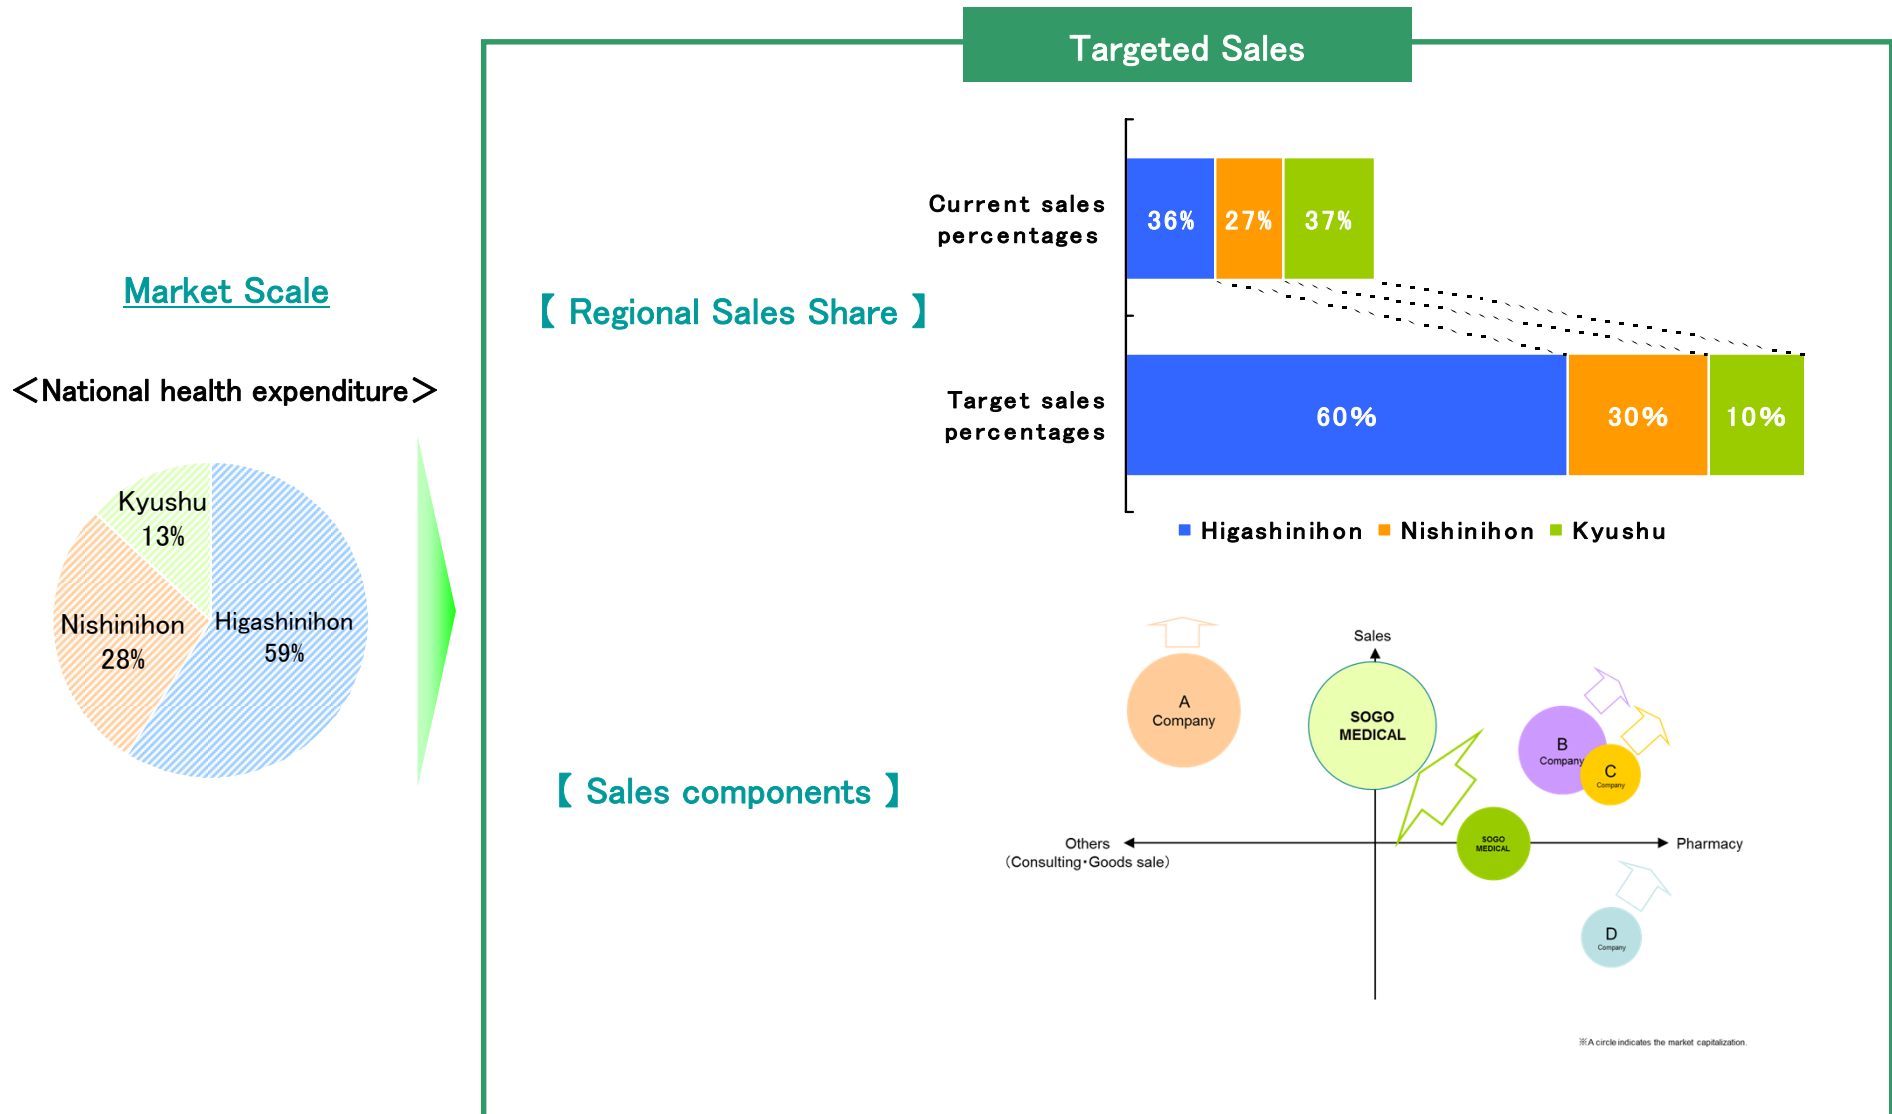 Targeted Sales
Market Scale
＜National health expenditure＞
Kyushu
13%
Nishinihon
28%
Higashinihon
59%
【 Regional Sales Share 】
Current sales
percentages
36% 27% 37%
Target sales
percentages
60% 30% 10%
Higashinihon Nishinihon Kyushu
【 Sales components 】
Sales
A
Company
SOGO
MEDICAL
B
Company
C
Company
SOGO
MEDICAL
Others
（Consulting・Goods sale）
Pharmacy
D
Company
※A circle indicates the market capitalization.